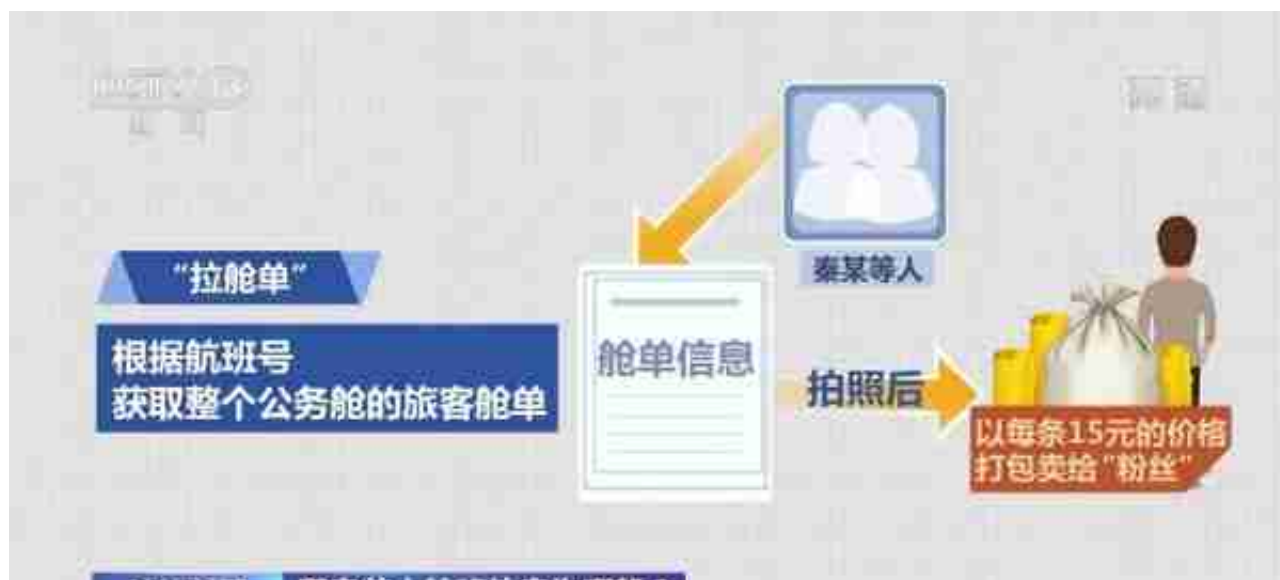 “拉舱单”
根据航班号
获取整个公务舱的旅客舱单
秦某等人
舱单信息
拍照后
以每条15元的价格
打包卖给“粉丝”